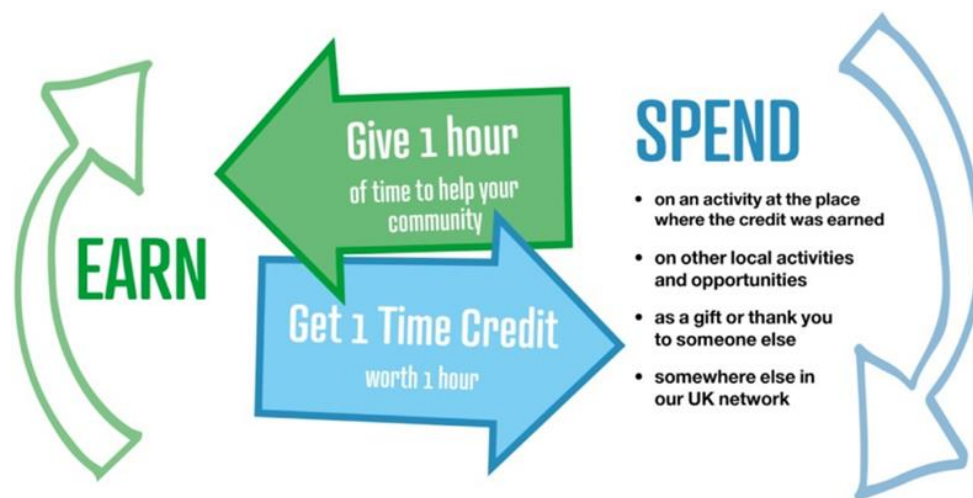 EARN
Give 1 hour
of time to help your
community
Get 1 Time Credit
worth 1 hour
SPEND
• on an activity at the place
where the credit was earned
• on other local activities
and opportunities
• as a gift or thank you
to someone else
• somewhere else in
our UK network